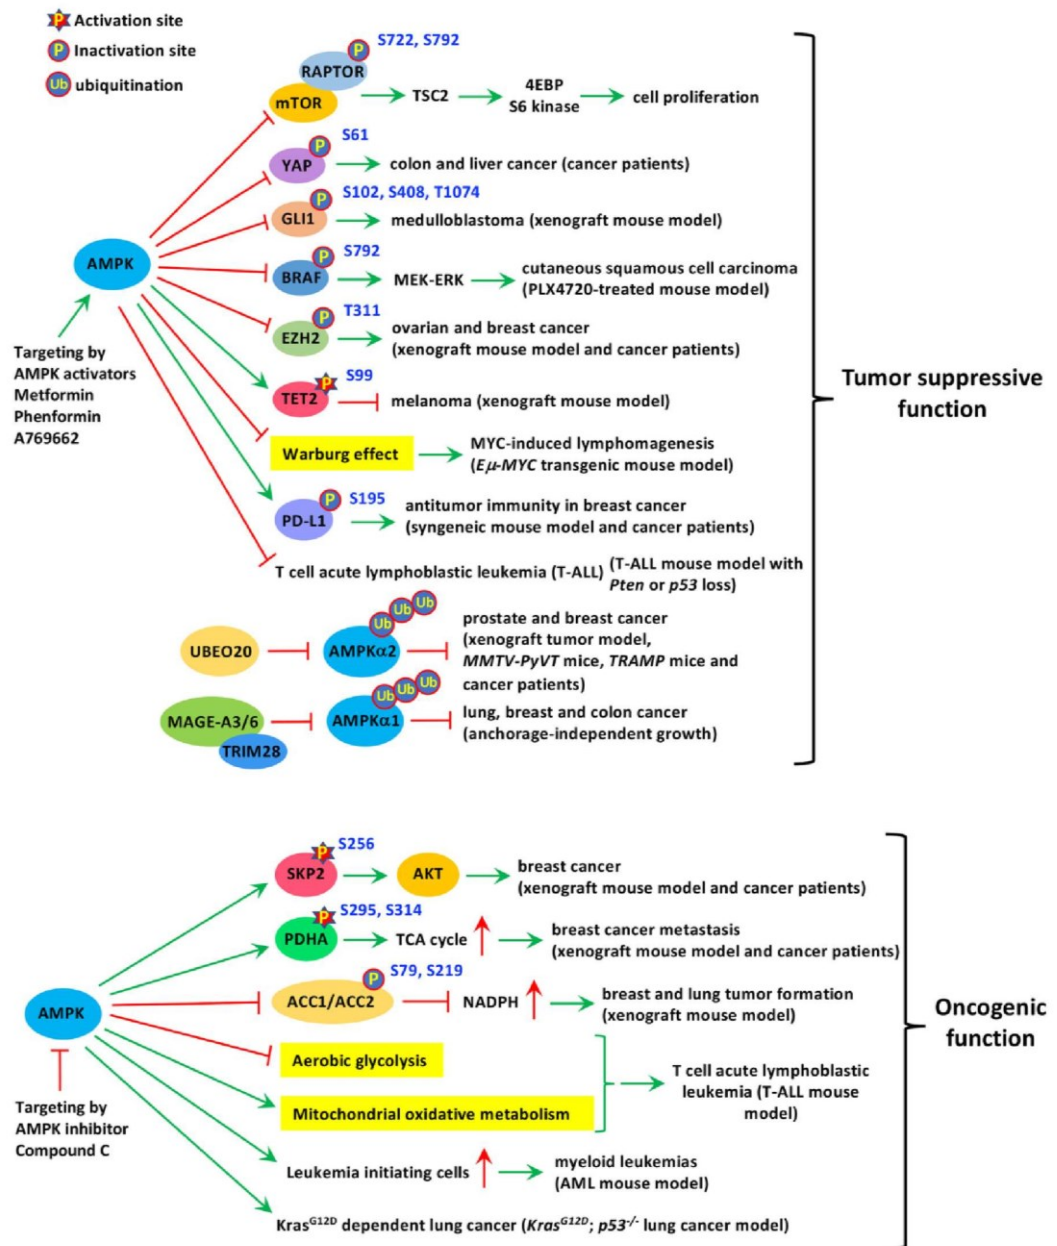 P Activation site
P Inactivation site
Ub ubiquitination
P S722, S792
RAPTOR
mTOR TSC2 4EBP
S6 kinase cell proliferation
P S61
YAP colon and liver cancer (cancer patients)
P S102, S408, T1074
GLI1 medulloblastoma (xenograft mouse model)
AMPK
P S792
BRAF MEK-ERK cutaneous squamous cell carcinoma
(PLX4720-treated mouse model)
P T311
EZH2 ovarian and breast cancer
(xenograft mouse model and cancer patients)
Targeting by
AMPK activators
Metformin
Phenformin
A769662
P S99
TET2 melanoma (xenograft mouse model)
Warburg effect MYC-induced lymphomagenesis
(Eμ-MYC transgenic mouse model)
P S195
PD-L1 antitumor immunity in breast cancer
(syngeneic mouse model and cancer patients)
T cell acute lymphoblastic leukemia (T-ALL) (T-ALL mouse model with
Pten or p53 loss)
Ub Ub Ub
UBEO20 AMPKα2 prostate and breast cancer
(xenograft tumor model,
MMTV-PyVT mice, TRAMP mice and
cancer patients)
Ub Ub Ub
MAGE-A3/6 AMPKα1 lung, breast and colon cancer
(anchorage-independent growth)
TRIM28
Tumor suppressive
function
P S256
SKP2 AKT breast cancer
(xenograft mouse model and cancer patients)
P S295, S314
PDHA TCA cycle breast cancer metastasis
(xenograft mouse model and cancer patients)
P S79, S219
AMPK
ACC1/ACC2 NADPH breast and lung tumor formation
(xenograft mouse model)
Aerobic glycolysis
Mitochondrial oxidative metabolism
T cell acute lymphoblastic
leukemia (T-ALL mouse
model)
Targeting by
AMPK inhibitor
Compound C
Leukemia initiating cells myeloid leukemias
(AML mouse model)
KrasG12D dependent lung cancer (KrasG12D; p53-/- lung cancer model)
Oncogenic
function